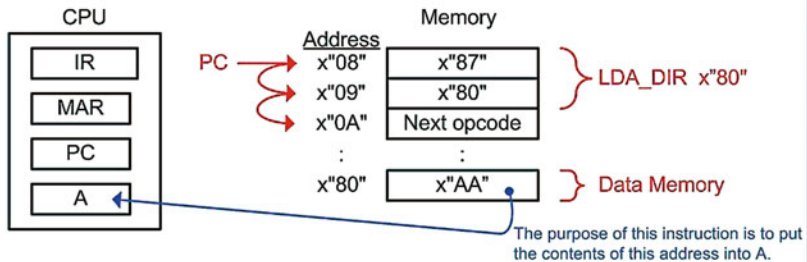 CPU
Memory
Address
IR
PC
x"08"
x"87"
LDA_DIR x"80"
x"09"
x"80"
MAR
x"0A"
Next opcode
PC
:
:
A
x"80"
x"AA"
Data Memory
The purpose of this instruction is to put
the contents of this address into A.